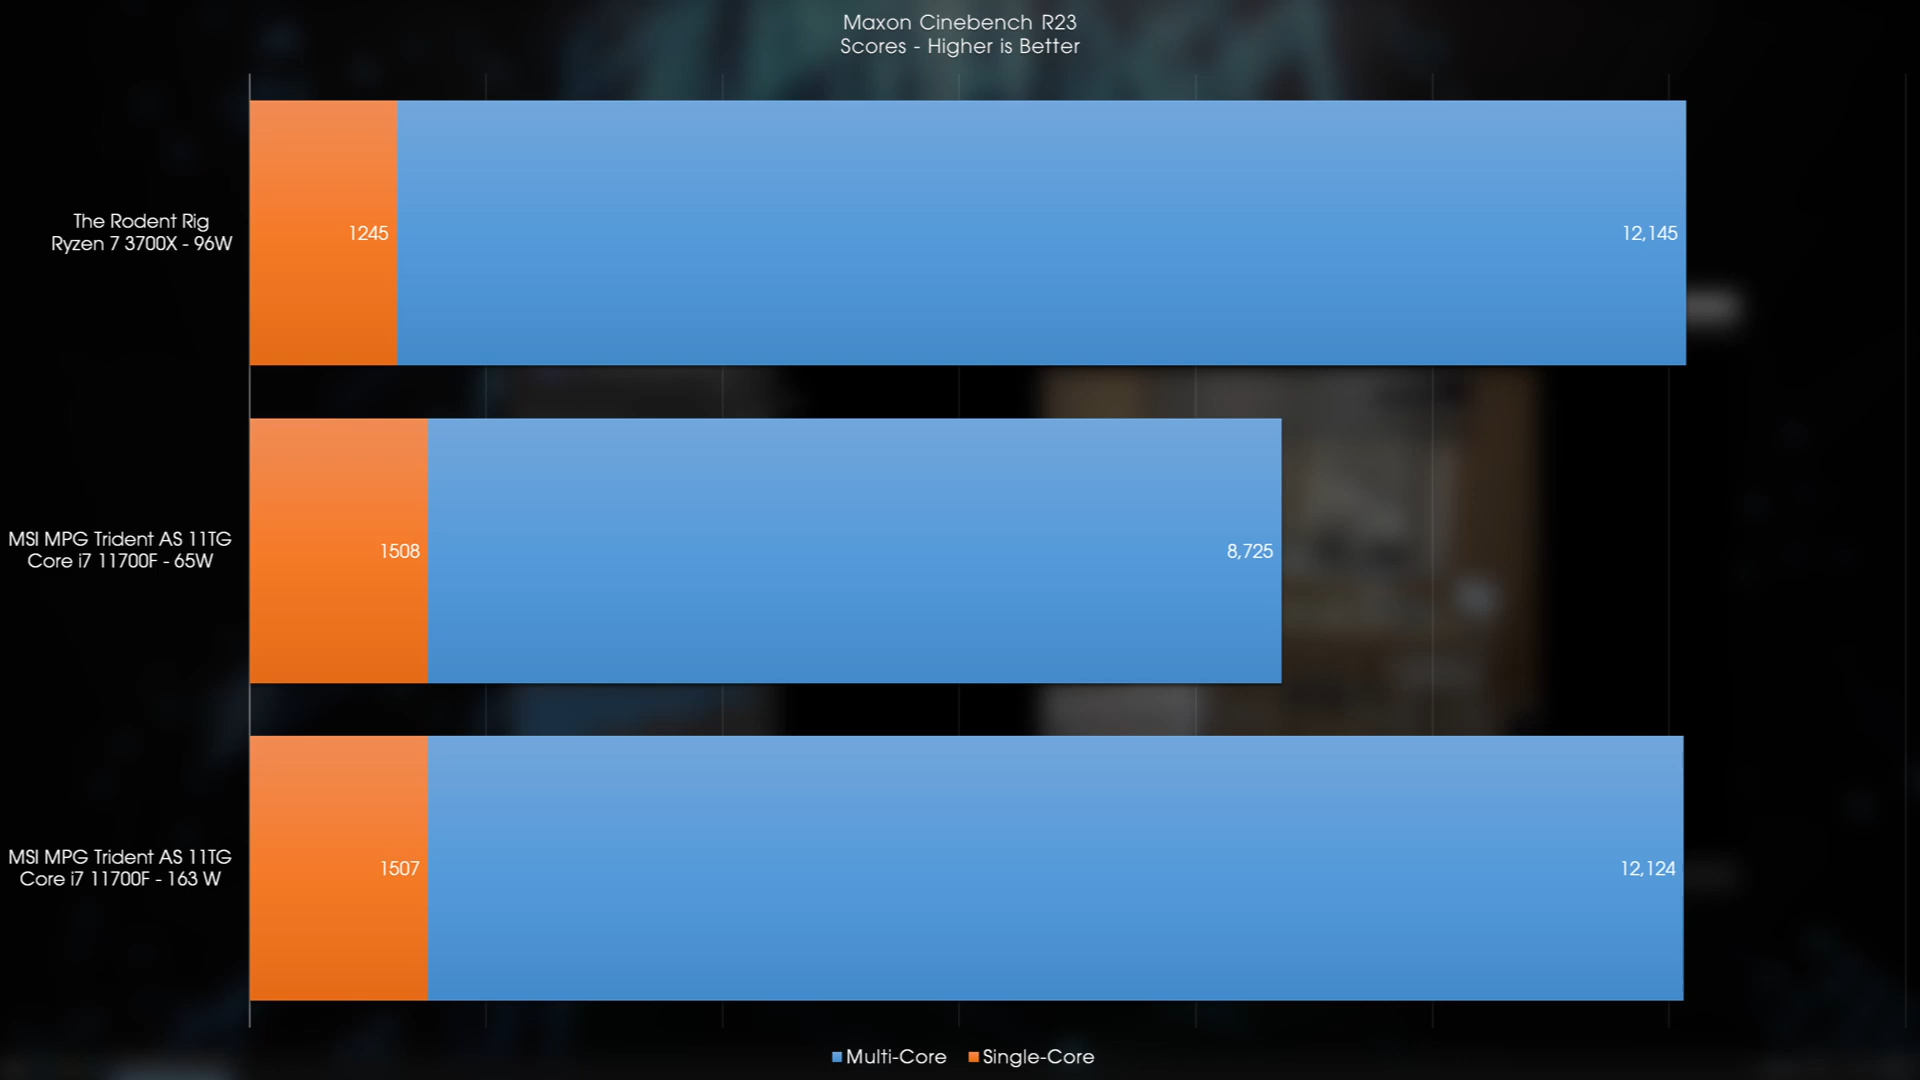 Maxon Cinebench R23
Scores - Higher is Better
The Rodent Rig
Ryzen 7 3700X - 96W
1245
12,145
MSI MPG Trident AS 11TG
Core i7 11700F - 65W
1508
8,725
MSI MPG Trident AS 11TG
Core i7 11700F - 163 W
1507
12,124
Multi-Core
Single-Core